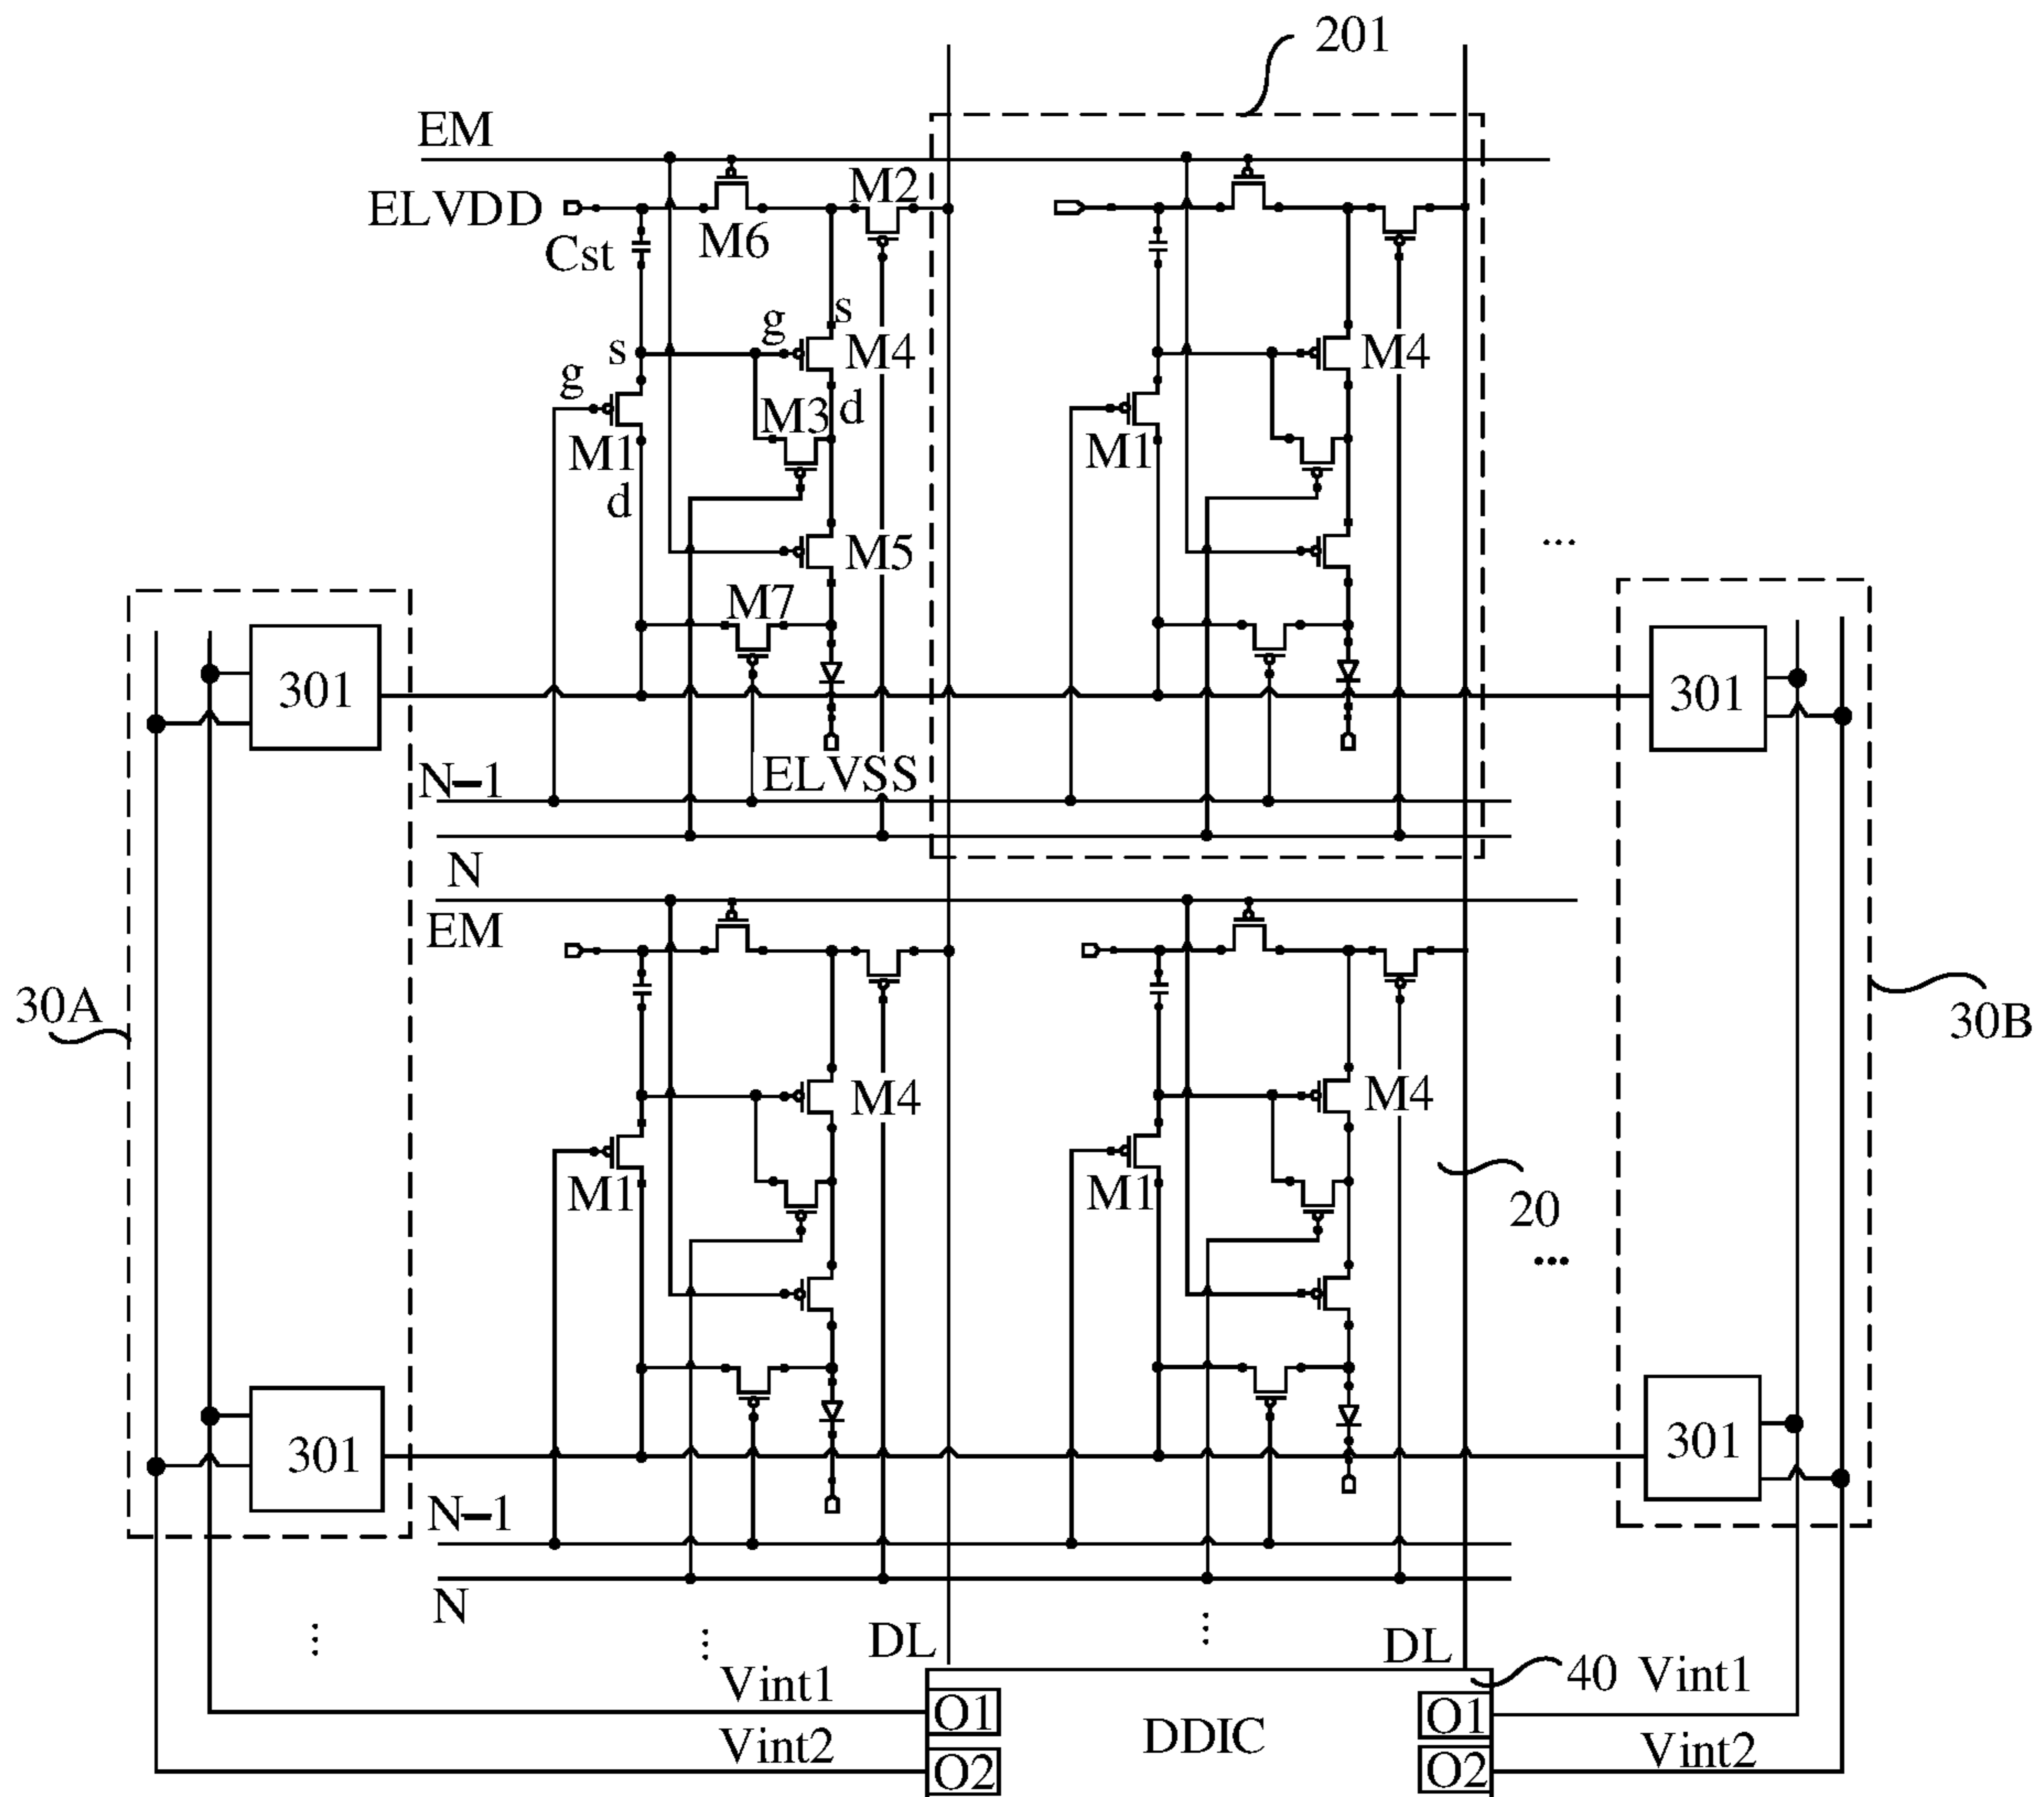 201
EM
ELVDD
M2
M6
Cst
s
g
s
M4
M4
g
M3
d
M1
M1
d
M5
...
M7
301
301
ELVSS
N-1
N
EM
30A
30B
M4
M4
M1
M1
20
...
301
301
N-1
N
...
...
...
DL
DL
Vint1
40
Vint1
O1
O1
DDIC
Vint2
Vint2
O2
O2